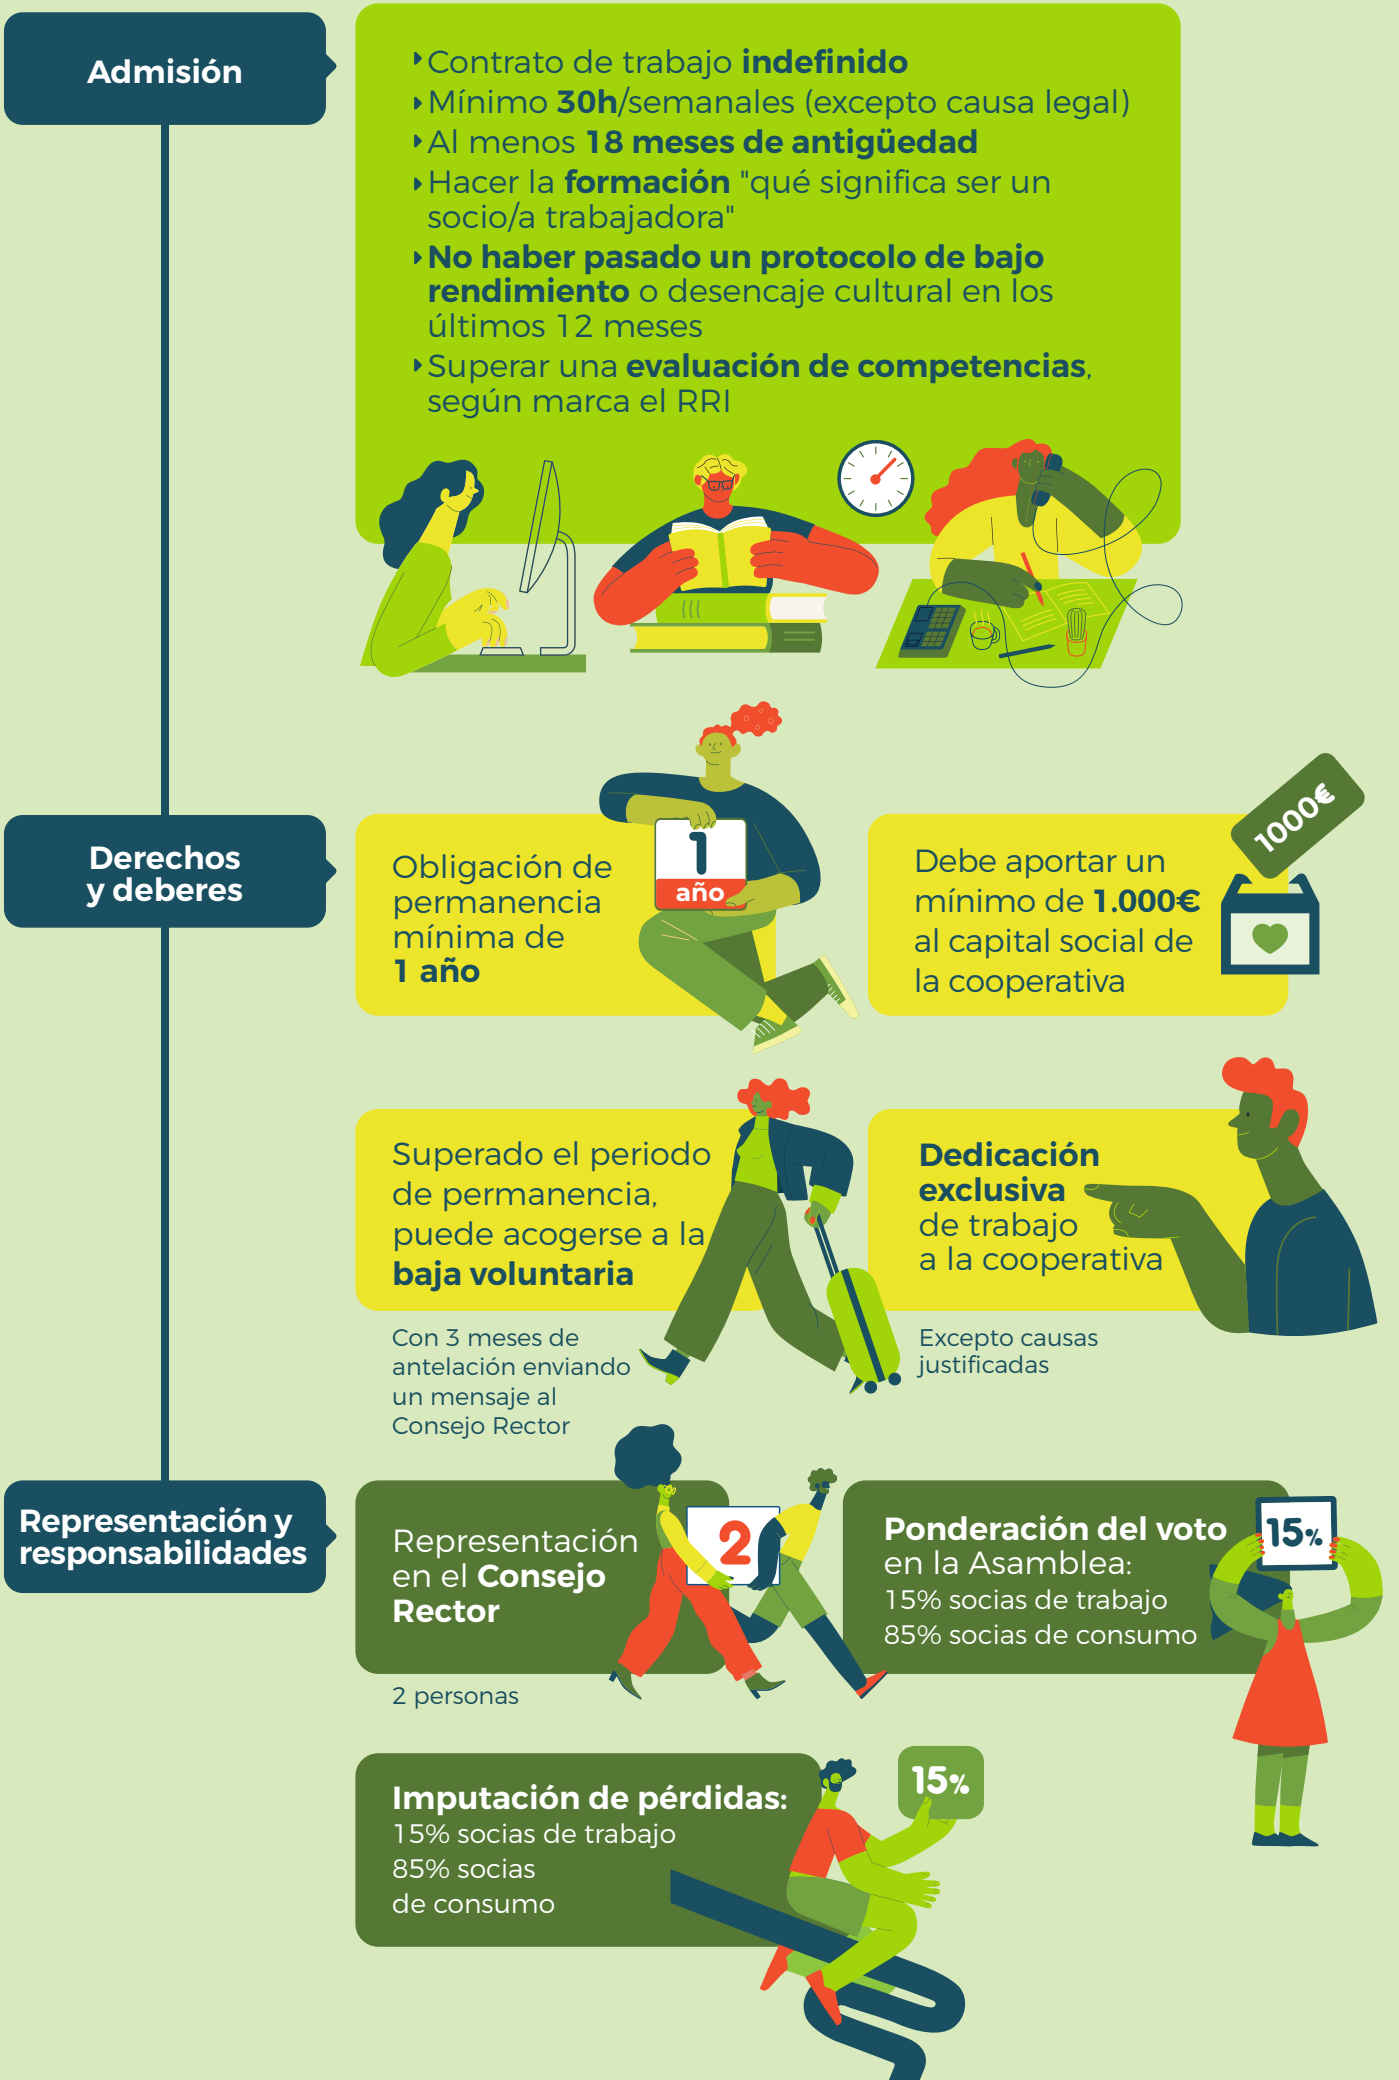 Admisión
Contrato de trabajo indefinido
Mínimo 30h/semanales (excepto causa legal)
Al menos 18 meses de antigüedad
Hacer la formación "qué significa ser un
socio/a trabajadora"
No haber pasado un protocolo de bajo
rendimiento o desencaje cultural en los
últimos 12 meses
Superar una evaluación de competencias,
según marca el RRI
Derechos
y deberes
Obligación de
permanencia
mínima de
1 año
1
año
Debe aportar un
mínimo de 1.000€
al capital social de
la cooperativa
1000€
Superado el periodo
de permanencia,
puede acogerse a la
baja voluntaria
Con 3 meses de
antelación enviando
un mensaje al
Consejo Rector
Dedicación
exclusiva
de trabajo
a la cooperativa
Excepto causas
justificadas
Representación y
responsabilidades
Representación
en el Consejo
Rector
2
2 personas
Ponderación del voto
en la Asamblea:
15% socias de trabajo
85% socias de consumo
15%
Imputación de pérdidas:
15% socias de trabajo
85% socias
de consumo
15%